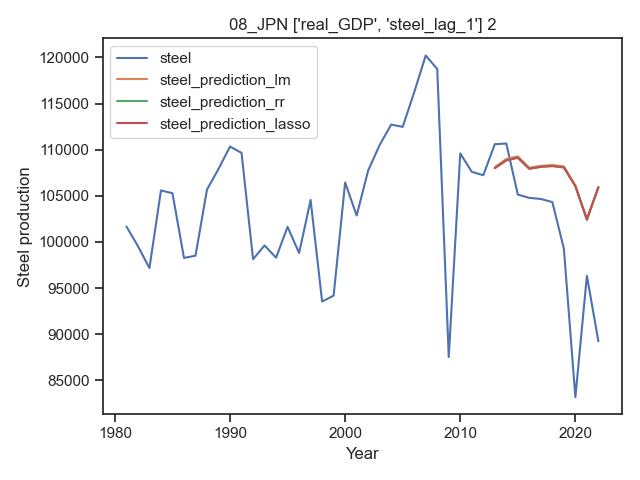 08_JPN ['real_GDP', 'steel_lag_1'] 2
steel
steel_prediction_lm
steel_prediction_rr
steel_prediction_lasso
120000
115000
110000
105000
100000
95000
90000
85000
Steel production
1980
1990
2000
2010
2020
Year